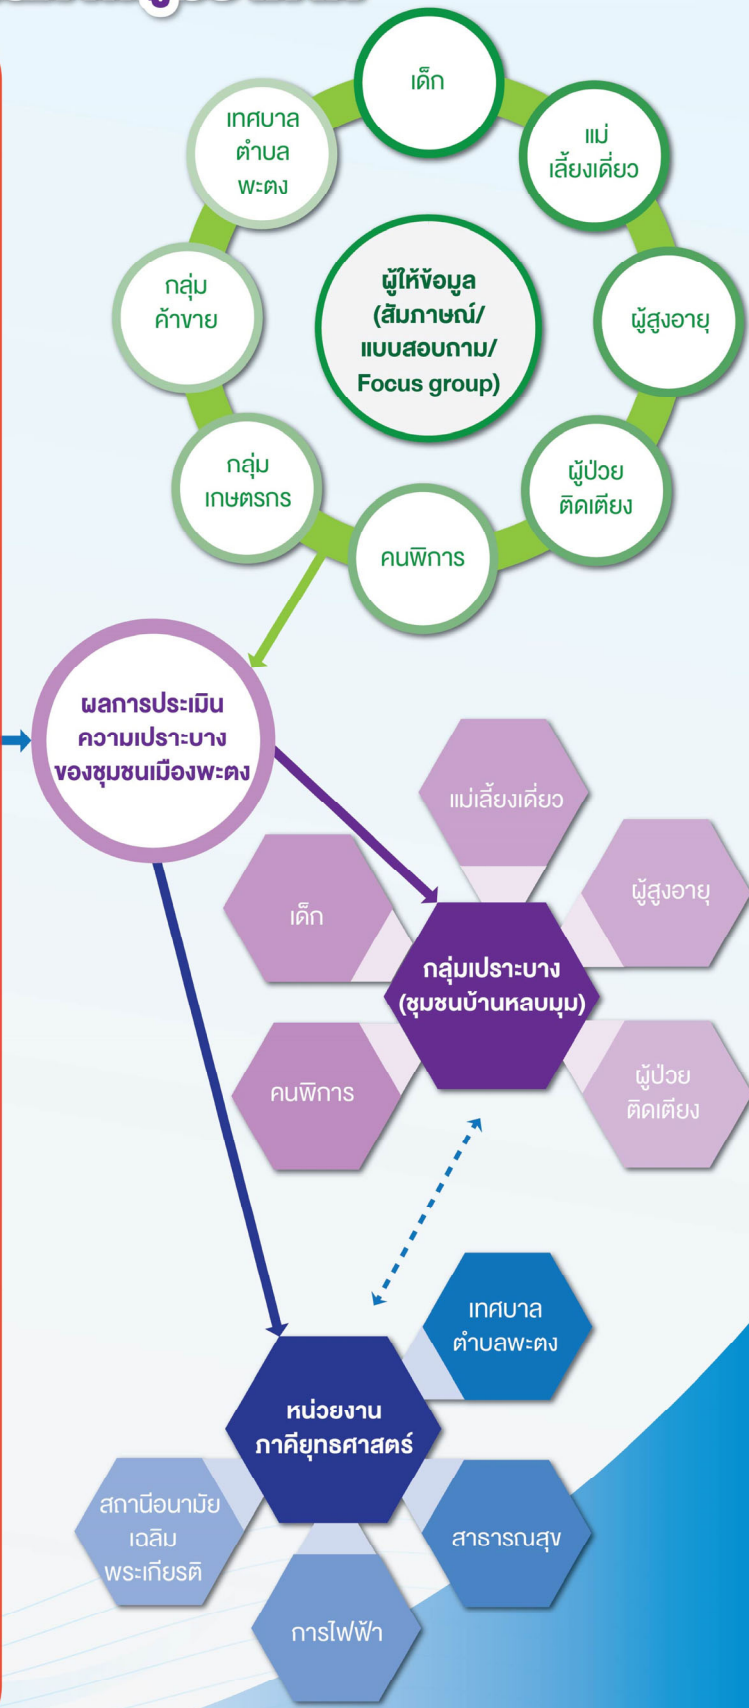 เด็ก
แม่
เลี้ยงเดี่ยว
ผู้สูงอายุ
ผู้ป่วย
ติดเตียง
คนพิการ
กลุ่ม
เกษตรกร
กลุ่ม
ค้าขาย
เทศบาล
ตำบล
พะตง
ผู้ให้ข้อมูล
(สัมภาษณ์/
แบบสอบถาม/
Focus group)
ผลการประเมิน
ความเปราะบาง
ของชุมชนเมืองพะตง
แม่เลี้ยงเดี่ยว
ผู้สูงอายุ
เด็ก
กลุ่มเปราะบาง
(ชุมชนบ้านหลบมุม)
คนพิการ
ผู้ป่วย
ติดเตียง
เทศบาล
ตำบลพะตง
หน่วยงาน
ภาคียุทธศาสตร์
สถานีอนามัย
เฉลิม
พระเกียรติ
สาธารณสุข
การไฟฟ้า